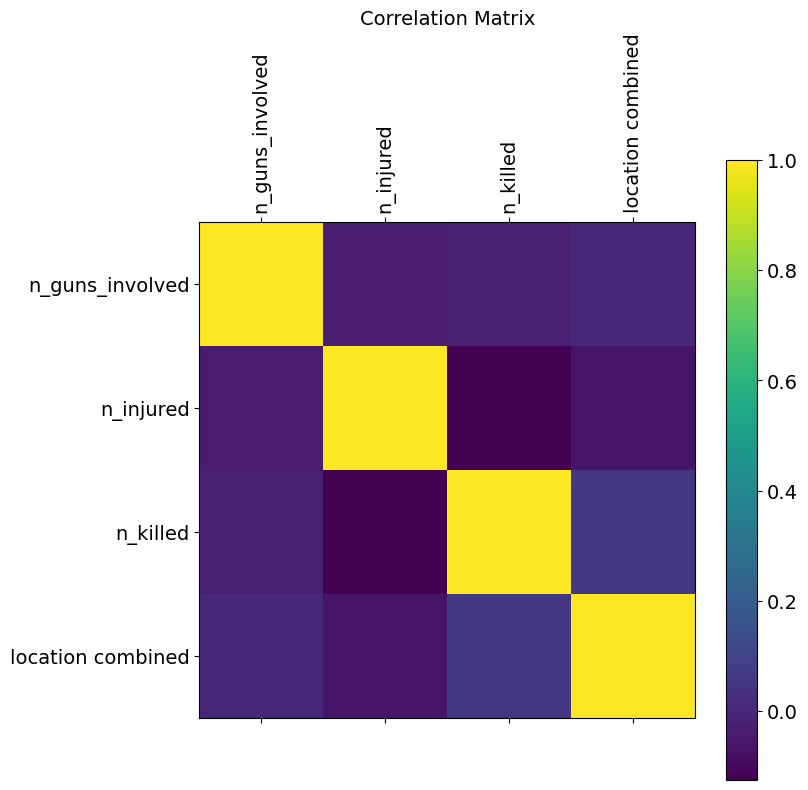 Correlation Matrix
n_guns_involved
n_injured
n_killed
location combined
n_guns_involved
n_injured
n_killed
location combined
1.0
0.8
0.6
0.4
0.2
0.0